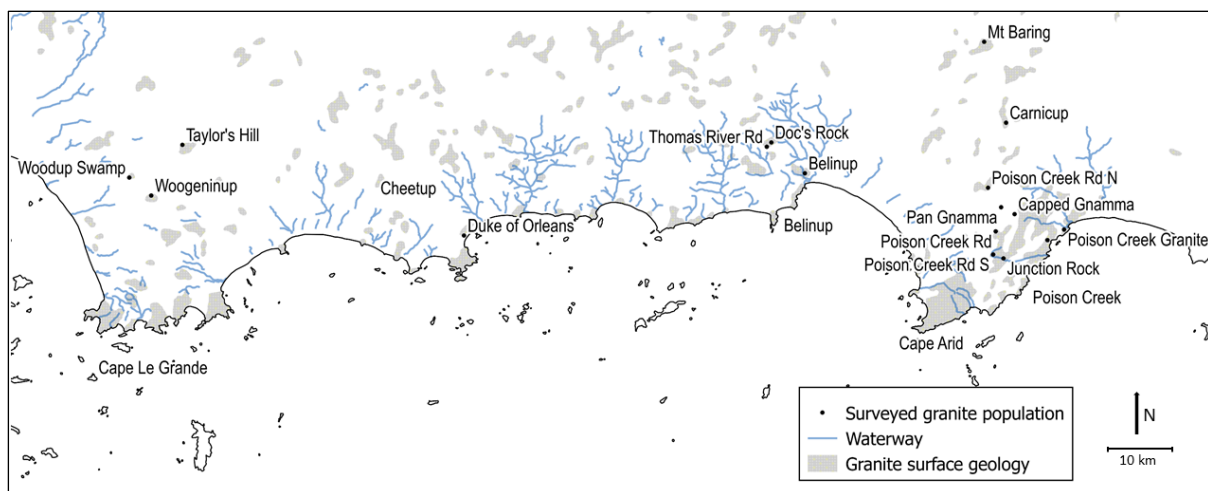 Mt Baring
Carnicup
Taylor's Hill
Thomas River Rd
Doc's Rock
Woodup Swamp
Belinup
Woogeninup
Cheetup
Poison Creek Rd N
Pan Gnamma
Capped Gnamma
Duke of Orleans
Belinup
Poison Creek Rd
Poison Creek Granite
Poison Creek Rd S
Junction Rock
Poison Creek
Cape Arid
Cape Le Grande
Surveyed granite population
Waterway
Granite surface geology
N
10 km